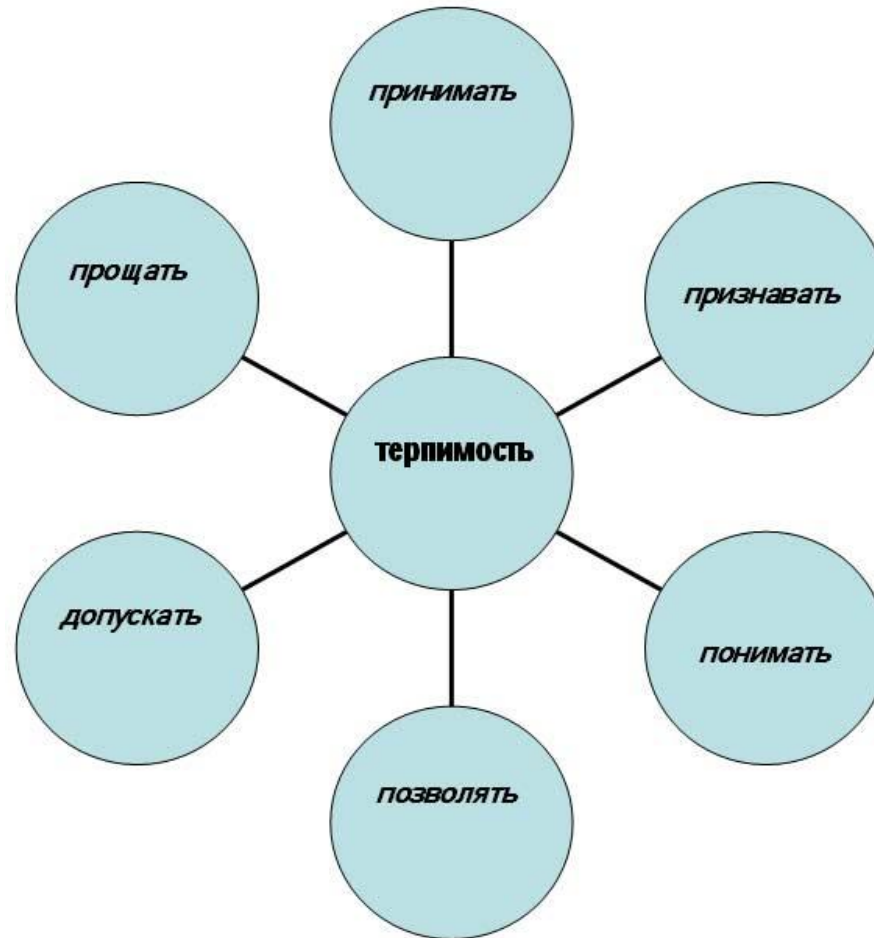 принимать
прощать
признавать
терпимость
допускать
понимать
позволять